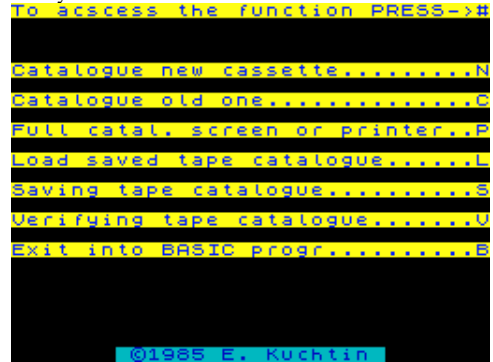 To acscess the function PRESS->#
Catalogue new cassette.........N
Catalogue old one..............C
Full catal. screen or printer..P
Load saved tape catalogue......L
Saving tape catalogue..........S
Verifying tape catalogue.......V
Exit into BASIC progr..........B
©1985 E. Kuchtin